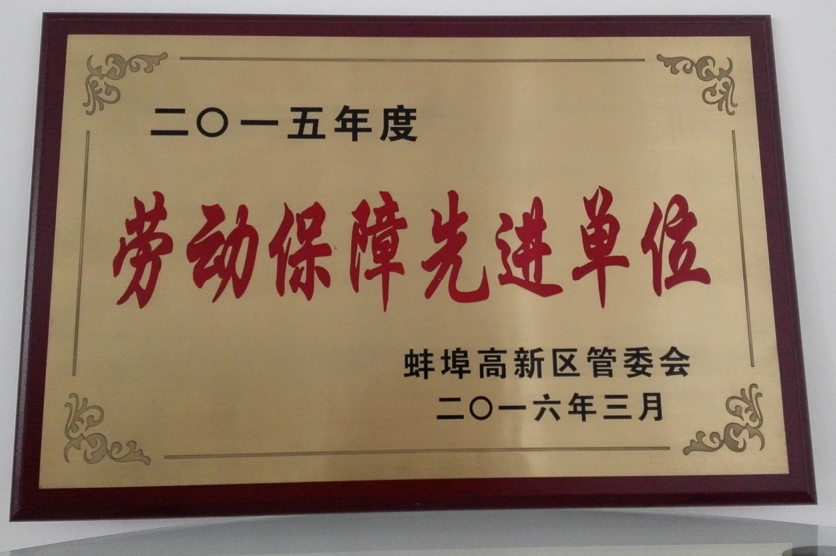 二〇一五年度
劳动保障先进单位
蚌埠高新区管委会
二〇一六年三月